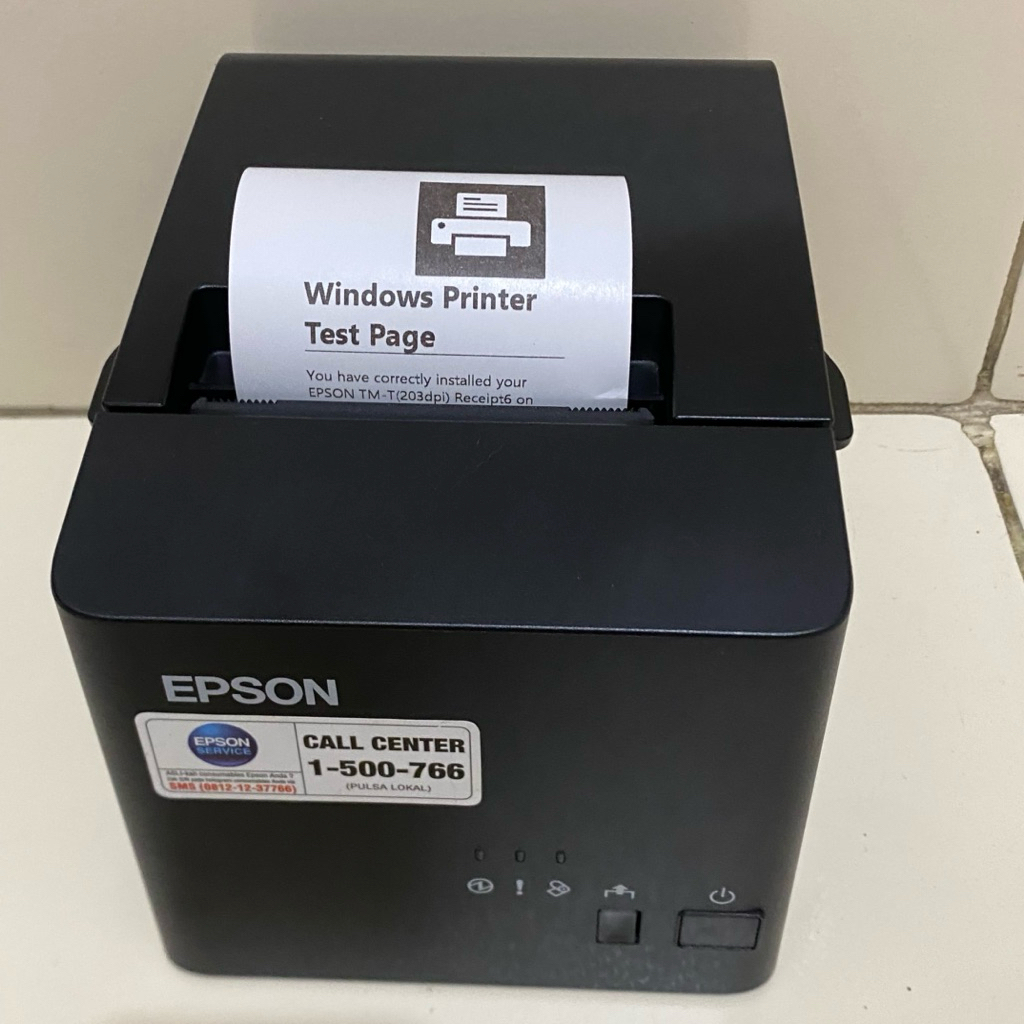 Windows Printer
Test Page
You have correctly installed your
EPSON TM-T(203dpi) Receipt6 on
EPSON
EPSON
SERVICE
CALL CENTER
1-500-766
(PULSA LOKAL)
SMS (0812-12-37766)